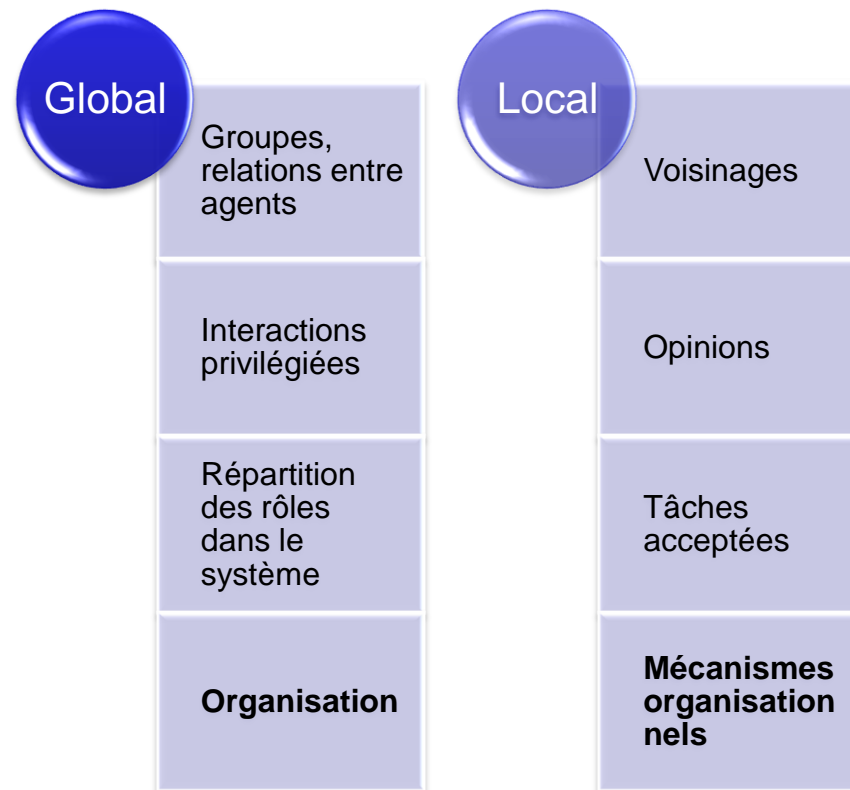 Global
Groupes,
relations entre
agents
Interactions
privilégiées
Répartition
des rôles
dans le
système
Organisation
Local
Voisinages
Opinions
Tâches
acceptées
Mécanismes
organisation
nels